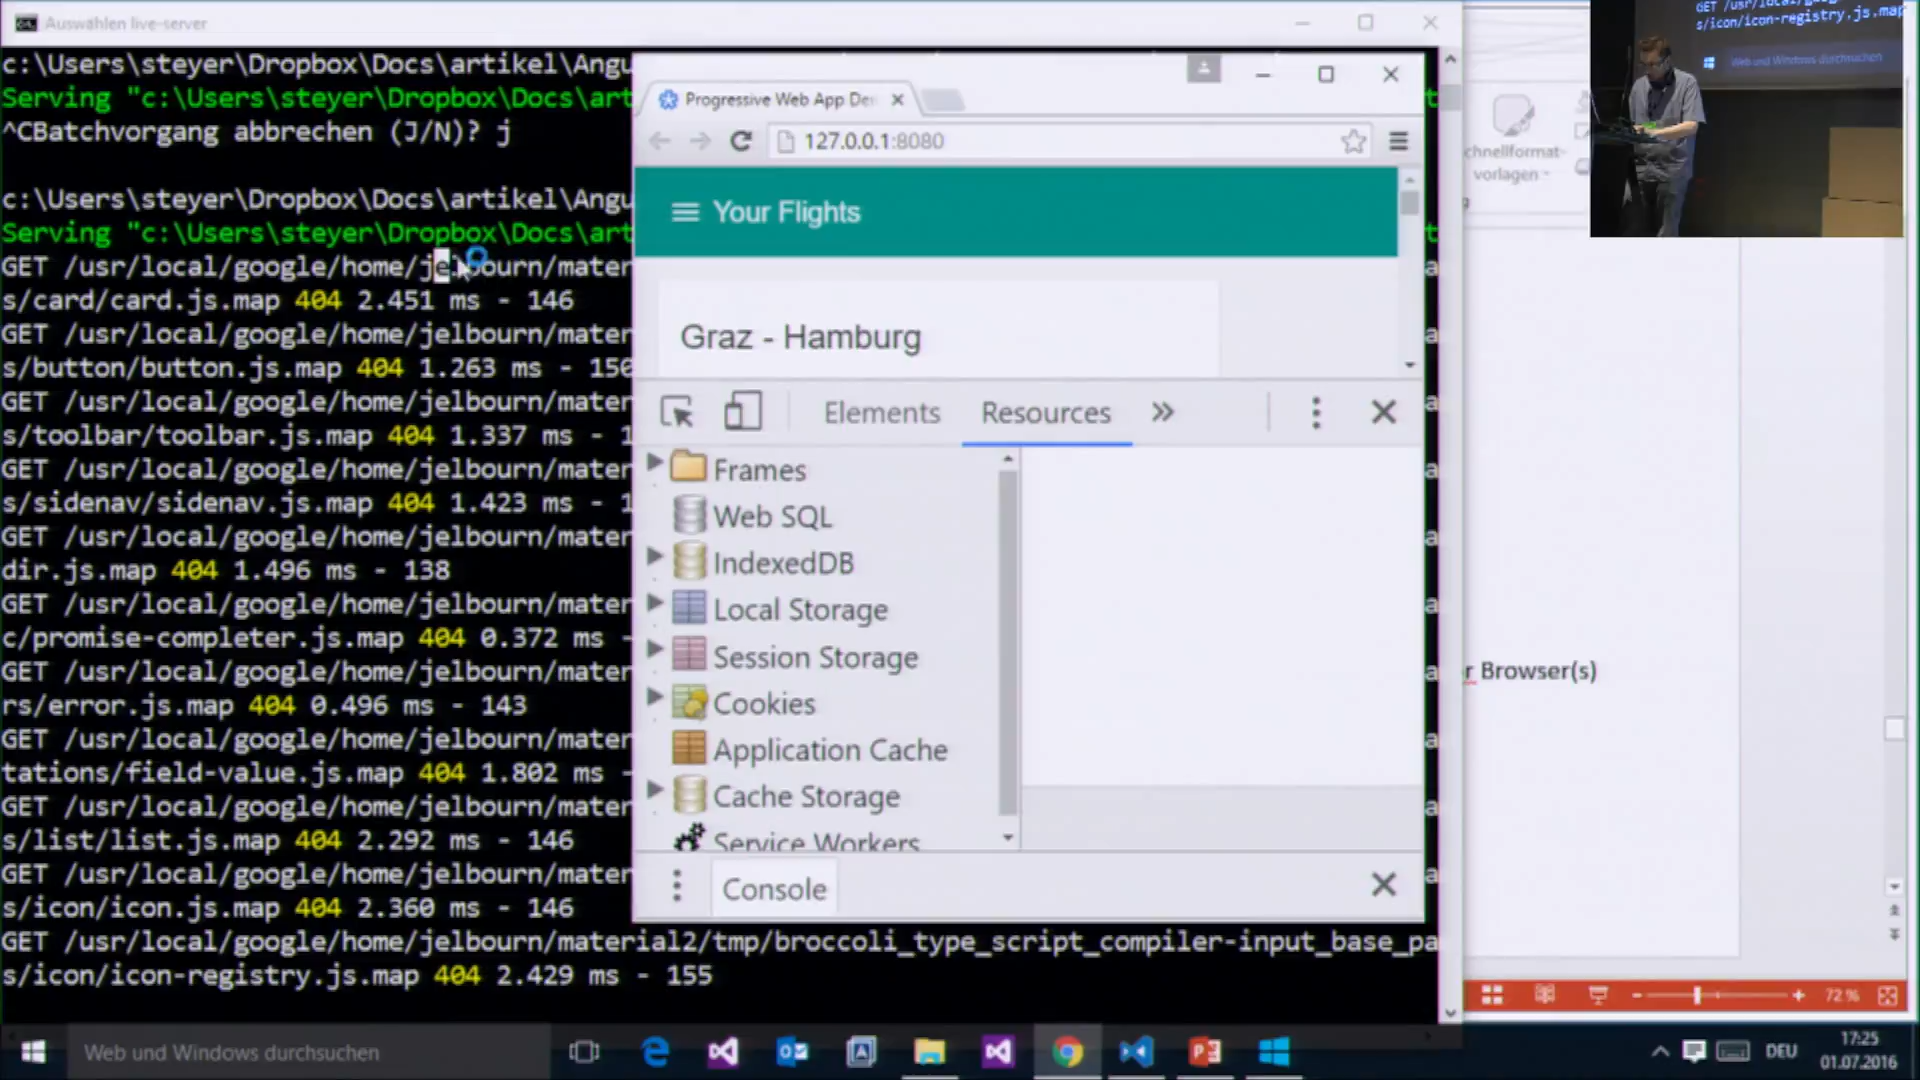 Auswählen live-server
c:\Users\steyer\Dropbox\Docs\artikel\Angu
Serving "c:\Users\steyer\Dropbox\Docs\art
^CBatchvorgang abbrechen (J/N)? j
c:\Users\steyer\Dropbox\Docs\artikel\Angu
Serving "c:\Users\steyer\Dropbox\Docs\art
GET /usr/local/google/home/jelbourn/mater
s/card/card.js.map 404 2.451 ms - 146
GET /usr/local/google/home/jelbourn/mater
s/button/button.js.map 404 1.263 ms - 150
GET /usr/local/google/home/jelbourn/mater
s/toolbar/toolbar.js.map 404 1.337 ms - 1
GET /usr/local/google/home/jelbourn/mater
s/sidenav/sidenav.js.map 404 1.423 ms - 1
GET /usr/local/google/home/jelbourn/mater
dir.js.map 404 1.496 ms - 138
GET /usr/local/google/home/jelbourn/mater
c/promise-completer.js.map 404 0.372 ms -
GET /usr/local/google/home/jelbourn/mater
rs/error.js.map 404 0.496 ms - 143
GET /usr/local/google/home/jelbourn/mater
tations/field-value.js.map 404 1.802 ms -
GET /usr/local/google/home/jelbourn/mater
s/list/list.js.map 404 2.292 ms - 146
GET /usr/local/google/home/jelbourn/mater
s/icon/icon.js.map 404 2.360 ms - 146
GET /usr/local/google/home/jelbourn/material2/tmp/broccoli_type_script_compiler-input_base_pa
s/icon/icon-registry.js.map 404 2.429 ms - 155
Progressive Web App De
127.0.0.1:8080
Your Flights
Graz - Hamburg
Elements Resources
Frames
Web SQL
IndexedDB
Local Storage
Session Storage
Cookies
Application Cache
Cache Storage
Service Workers
Console
chnellformat-
vorlagen
r Browser(s)
72 %
s/icon/icon-registry.js.map
Web und Windows durchsuchen
Web und Windows durchsuchen
DEU
17:25
01.07.2016